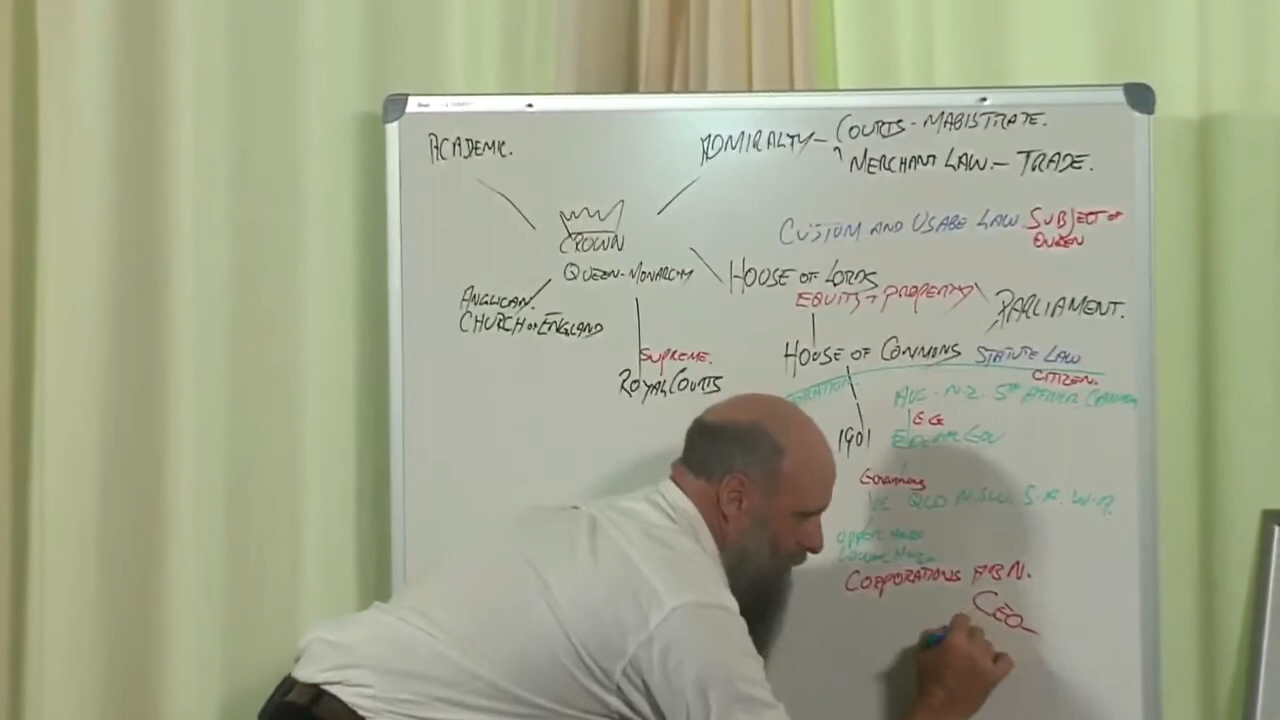 ACADEMIC.
ADMIRALTY - COURTS - MAGISTRATE.
MERCHANT LAW. - TRADE.
CROWN
QUEEN - MONARCHY
CUSTOM AND USAGE LAW. SUBJECT OF
QUEEN
HOUSE OF LORDS
EQUITY + PROPERTY
PARLIAMENT.
ANGLICAN.
CHURCH OF ENGLAND
SUPREME.
ROYAL COURTS
HOUSE OF COMMONS STATUTE LAW
CITIZEN.
N.Z. STH
G.G
1901
QLD N.S.W. S.A. W.A.
CORPORATIONS A.B.N.
CEO